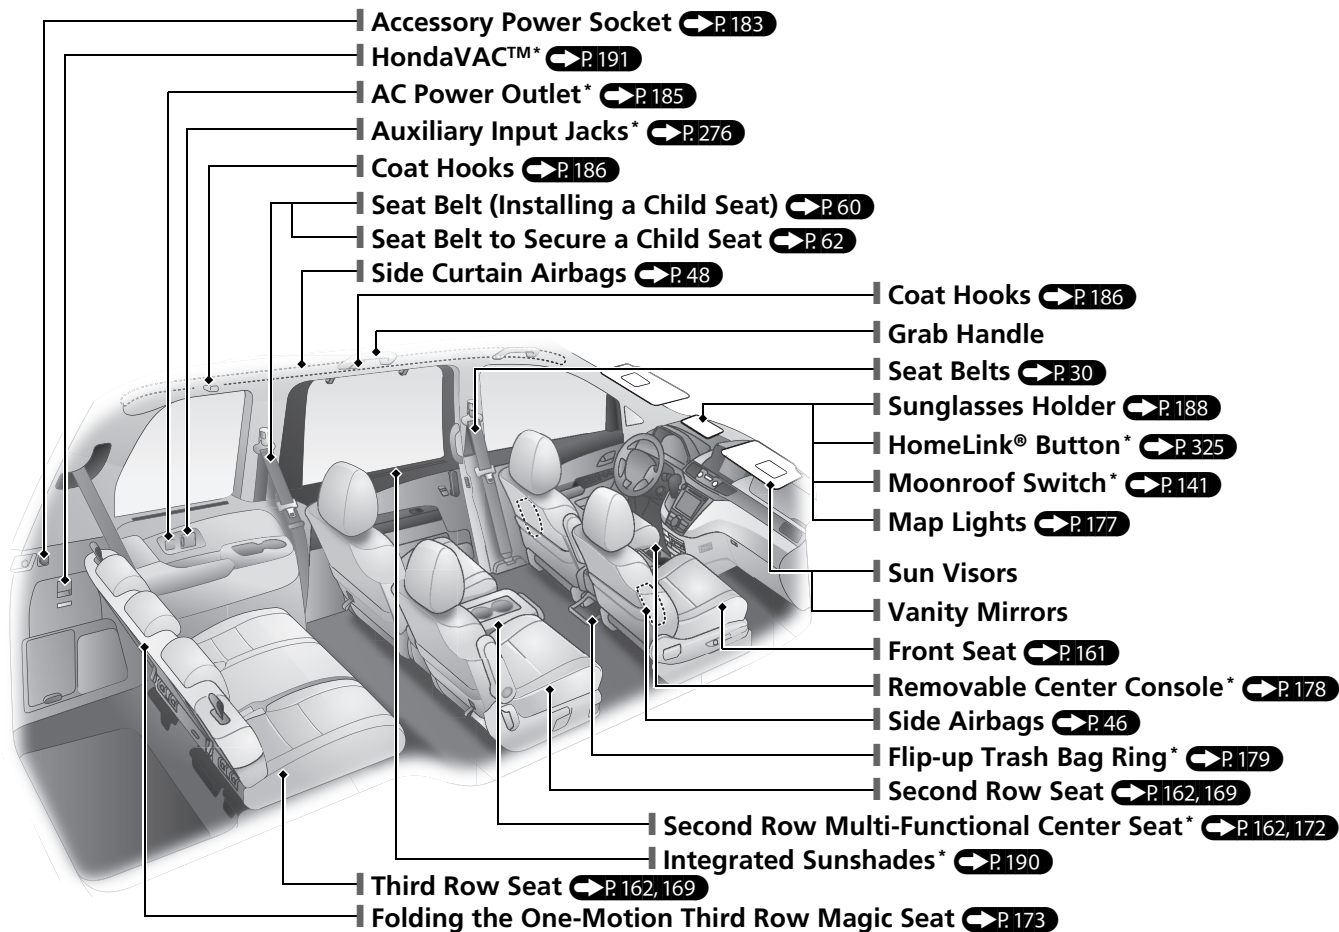 Accessory Power Socket P. 183
HondaVAC™* P. 191
AC Power Outlet* P. 185
Auxiliary Input Jacks* P. 276
Coat Hooks P. 186
Seat Belt (Installing a Child Seat) P. 60
Seat Belt to Secure a Child Seat P. 62
Side Curtain Airbags P. 48
Coat Hooks P. 186
Grab Handle
Seat Belts P. 30
Sunglasses Holder P. 188
HomeLink® Button* P. 325
Moonroof Switch* P. 141
Map Lights P. 177
Sun Visors
Vanity Mirrors
Front Seat P. 161
Removable Center Console* P. 178
Side Airbags P. 46
Flip-up Trash Bag Ring* P. 179
Second Row Seat P. 162, 169
Second Row Multi-Functional Center Seat* P. 162, 172
Integrated Sunshades* P. 190
Third Row Seat P. 162, 169
Folding the One-Motion Third Row Magic Seat P. 173